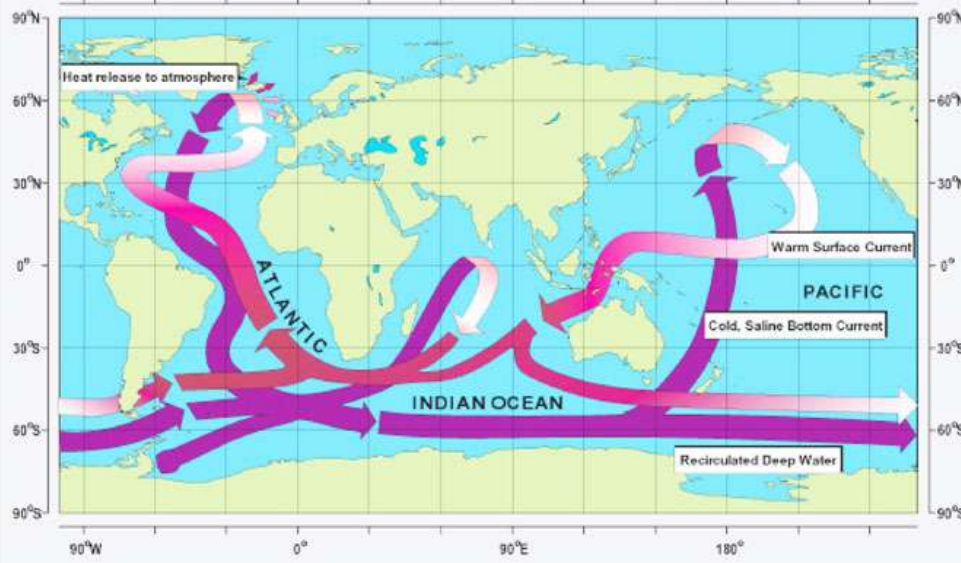 90°N
90°N
Heat release to atmosphere
60°N
60°N
30°N
30°N
Warm Surface Current
0°
0°
ATLANTIC
PACIFIC
Cold, Saline Bottom Current
30°S
30°S
INDIAN OCEAN
60°S
60°S
Recirculated Deep Water
90°S
90°S
90°W
0°
90°E
180°